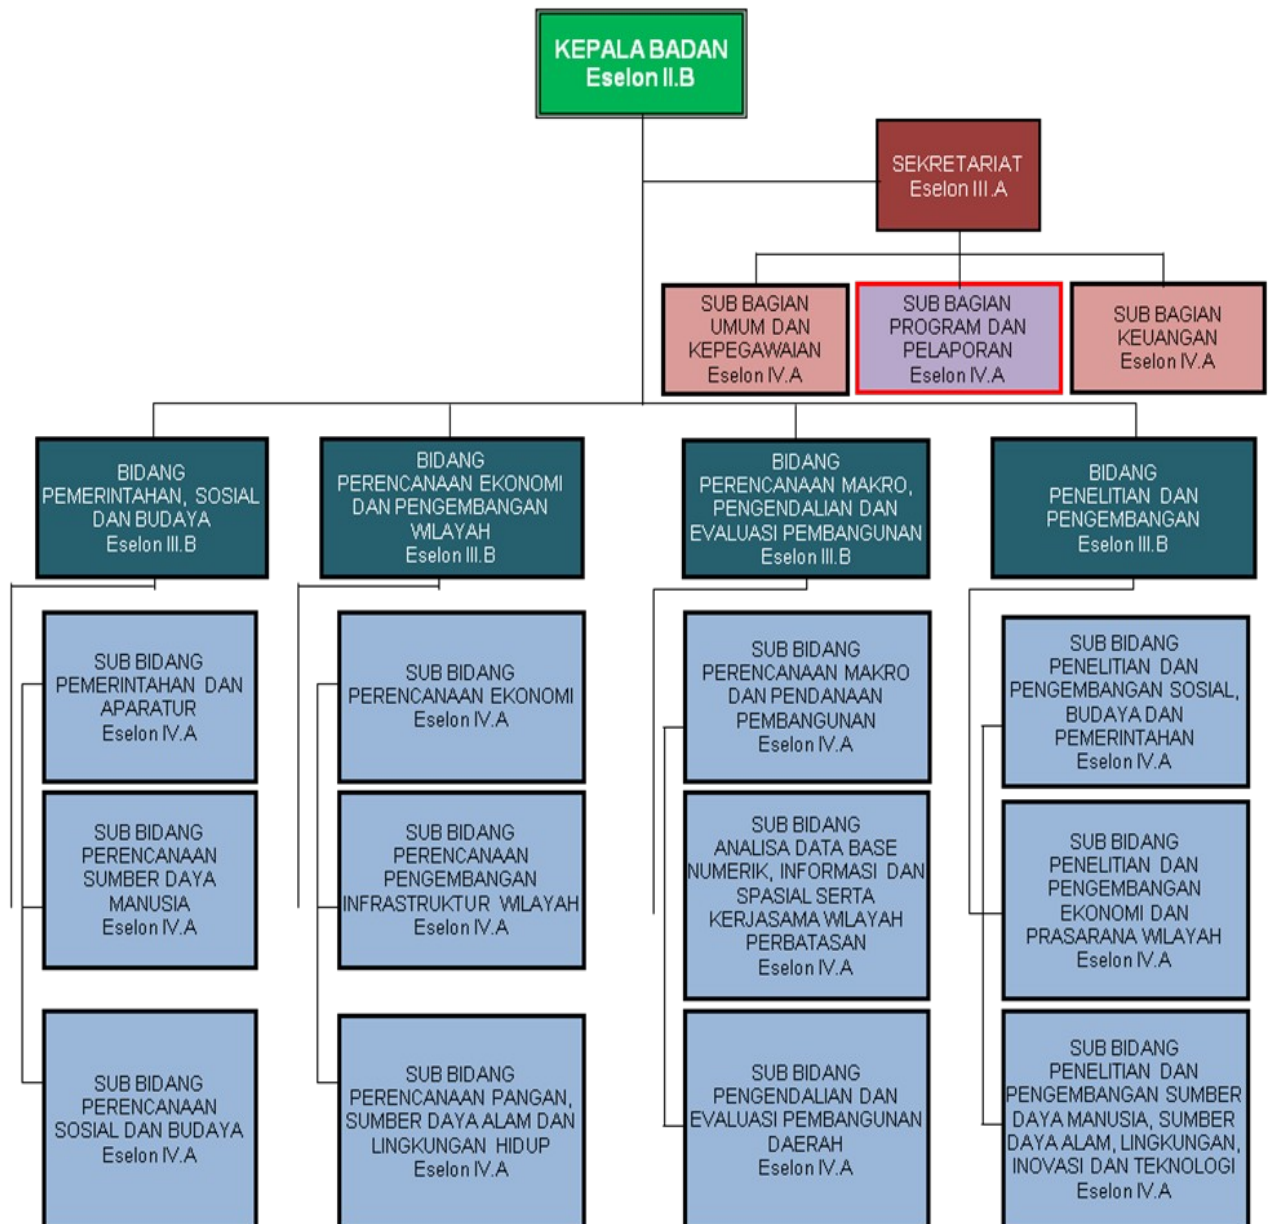 KEPALA BADAN
Eselon II.B
SEKRETARIAT
Eselon III.A
SUB BAGIAN
UMUM DAN
KEPEGAWAIAN
Eselon IV.A
SUB BAGIAN
PROGRAM DAN
PELAPORAN
Eselon IV.A
SUB BAGIAN
KEUANGAN
Eselon IV.A
BIDANG
PEMERINTAHAN, SOSIAL
DAN BUDAYA
Eselon III.B
BIDANG
PERENCANAAN EKONOMI
DAN PENGEMBANGAN
WILAYAH
Eselon III.B
BIDANG
PERENCANAAN MAKRO,
PENGENDALIAN DAN
EVALUASI PEMBANGUNAN
Eselon III.B
BIDANG
PENELITIAN DAN
PENGEMBANGAN
Eselon III.B
SUB BIDANG
PEMERINTAHAN DAN
APARATUR
Eselon IV.A
SUB BIDANG
PERENCANAAN EKONOMI
Eselon IV.A
SUB BIDANG
PERENCANAAN MAKRO
DAN PENDANAAN
PEMBANGUNAN
Eselon IV.A
SUB BIDANG
PENELITIAN DAN
PENGEMBANGAN SOSIAL,
BUDAYA DAN
PEMERINTAHAN
Eselon IV.A
SUB BIDANG
PERENCANAAN
SUMBER DAYA
MANUSIA
Eselon IV.A
SUB BIDANG
PERENCANAAN
PENGEMBANGAN
INFRASTRUKTUR WILAYAH
Eselon IV.A
SUB BIDANG
ANALISA DATA BASE
NUMERIK, INFORMASI DAN
SPASIAL SERTA
KERJASAMA WILAYAH
PERBATASAN
Eselon IV.A
SUB BIDANG
PENELITIAN DAN
PENGEMBANGAN
EKONOMI DAN
PRASARANA WILAYAH
Eselon IV.A
SUB BIDANG
PERENCANAAN
SOSIAL DAN BUDAYA
Eselon IV.A
SUB BIDANG
PERENCANAAN PANGAN,
SUMBER DAYA ALAM DAN
LINGKUNGAN HIDUP
Eselon IV.A
SUB BIDANG
PENGENDALIAN DAN
EVALUASI PEMBANGUNAN
DAERAH
Eselon IV.A
SUB BIDANG
PENELITIAN DAN
PENGEMBANGAN SUMBER
DAYA MANUSIA, SUMBER
DAYA ALAM, LINGKUNGAN,
INOVASI DAN TEKNOLOGI
Eselon IV.A